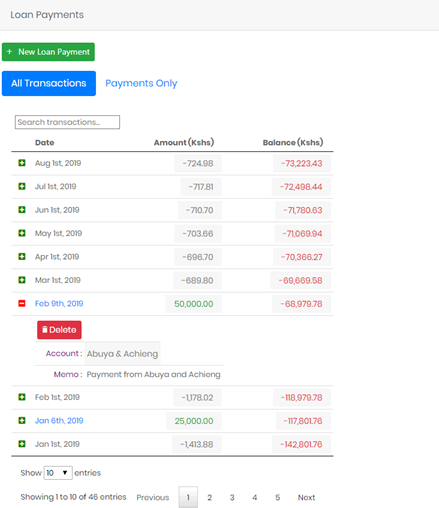 Loan Payments
+ New Loan Payment
All Transactions Payments Only
Search transactions...
Date Amount (Kshs) Balance (Kshs)
Aug 1st, 2019 -724.98 -73,223.43
Jul 1st, 2019 -717.81 -72,498.44
Jun 1st, 2019 -710.70 -71,780.63
May 1st, 2019 -703.66 -71,069.94
Apr 1st, 2019 -696.70 -70,366.27
Mar 1st, 2019 -689.80 -69,669.58
Feb 9th, 2019 50,000.00 -68,979.78
Delete
Account : Abuya & Achieng
Memo : Payment from Abuya and Achieng
Feb 1st, 2019 -1,178.02 -118,979.78
Jan 6th, 2019 25,000.00 -117,801.76
Jan 1st, 2019 -1,413.88 -142,801.76
Show 10 entries
Showing 1 to 10 of 46 entries Previous 1 2 3 4 5 Next